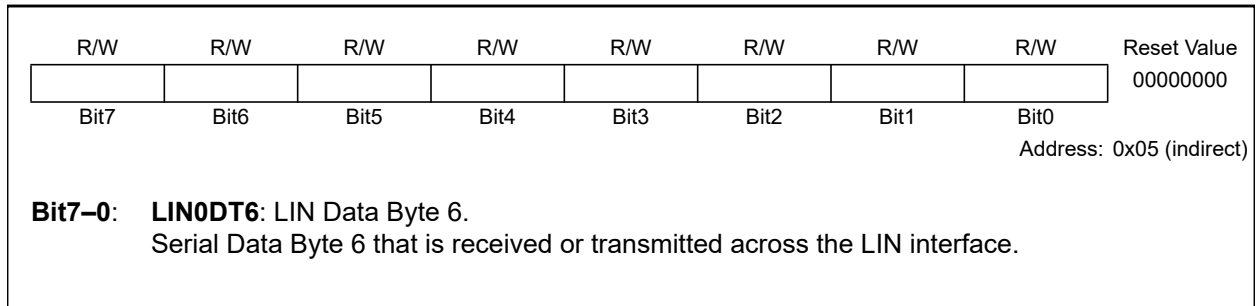 R/W R/W R/W R/W R/W R/W R/W R/W Reset Value
00000000
Bit7 Bit6 Bit5 Bit4 Bit3 Bit2 Bit1 Bit0
Address: 0x05 (indirect)
Bit7–0: LIN0DT6: LIN Data Byte 6.
Serial Data Byte 6 that is received or transmitted across the LIN interface.